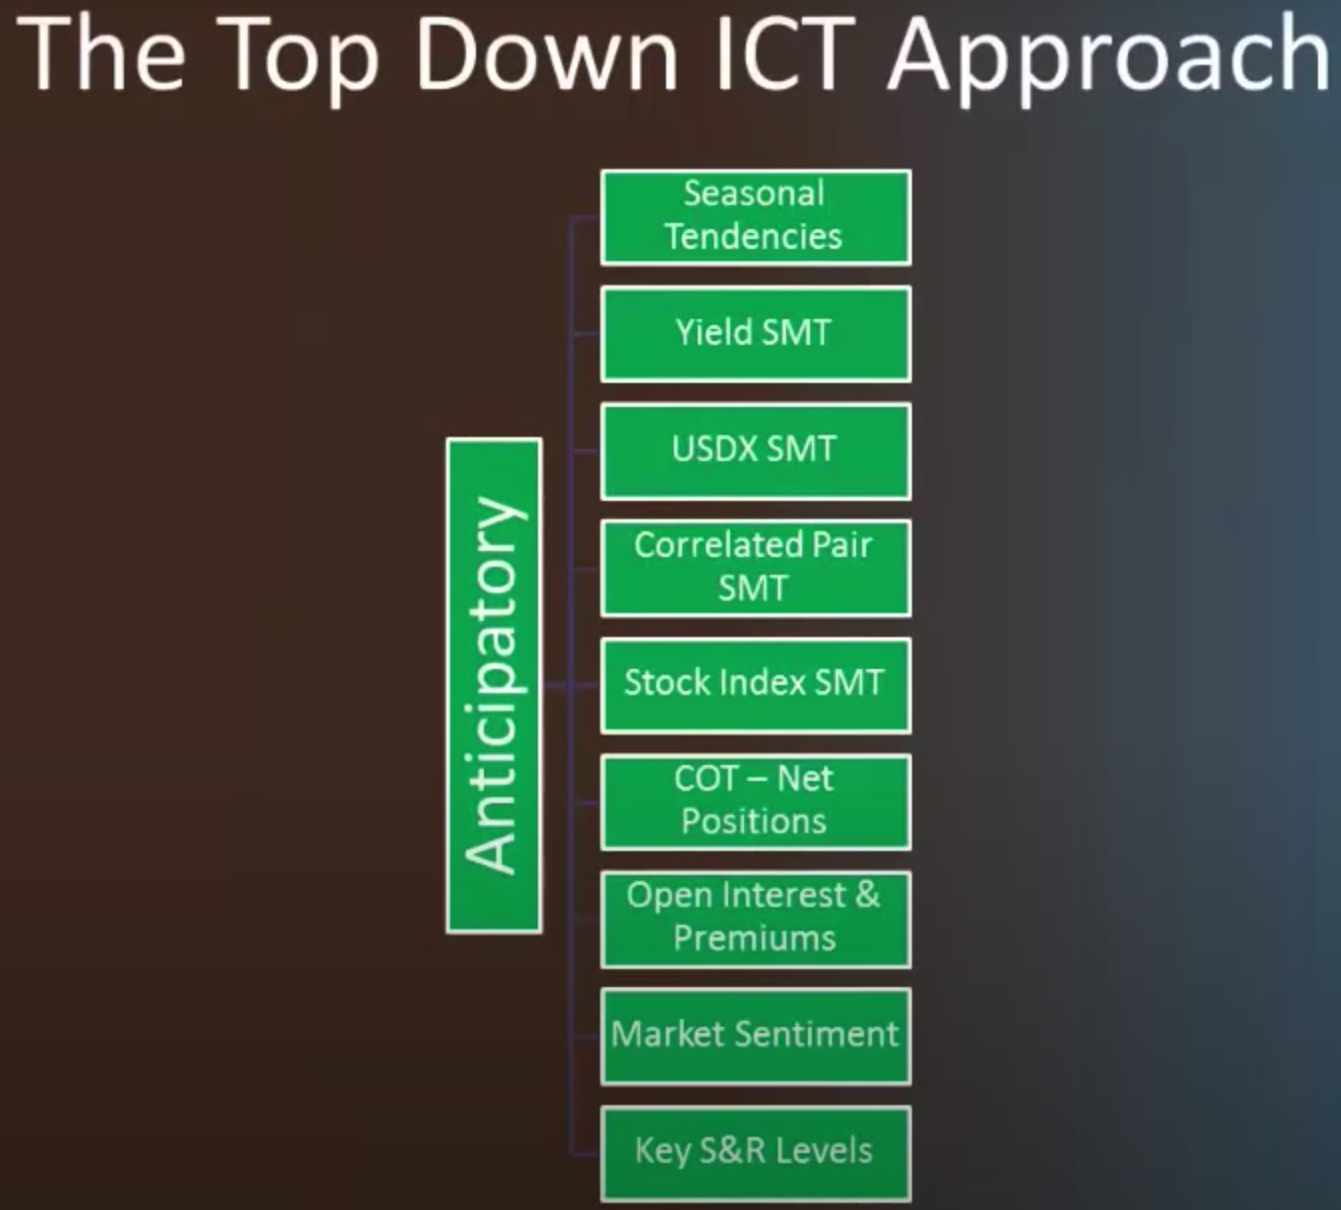 The Top Down ICT Approach
Anticipatory
Seasonal
Tendencies
Yield SMT
USDX SMT
Correlated Pair
SMT
Stock Index SMT
COT – Net
Positions
Open Interest &
Premiums
Market Sentiment
Key S&R Levels